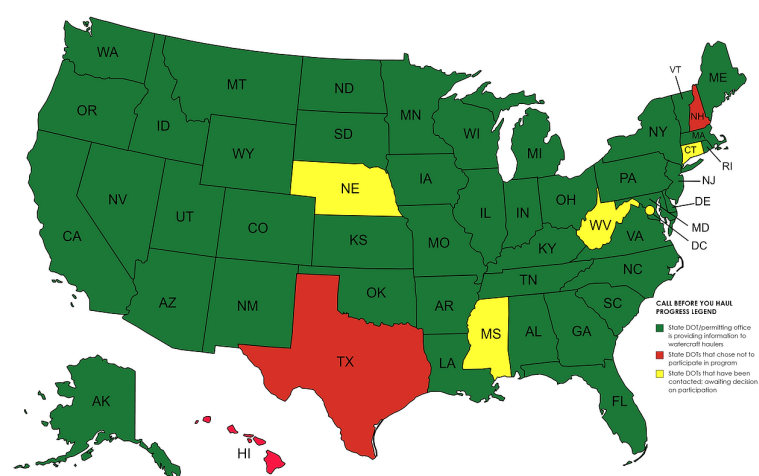 WA
MT
ND
MN
VT
ME
OR
ID
SD
WI
NH
WY
MI
NY
MA
CT
RI
NE
IA
PA
NJ
NV
UT
CO
IL
IN
OH
DE
MD
DC
CA
KS
MO
KY
WV
VA
AZ
NM
OK
AR
TN
NC
SC
MS
AL
GA
TX
LA
FL
AK
HI
CALL BEFORE YOU HAUL
PROGRESS LEGEND
State DOT/permitting office
is providing information to
watercraft haulers
State DOTs that chose not to
participate in program
State DOTs that have been
contacted; awaiting decision
on participation